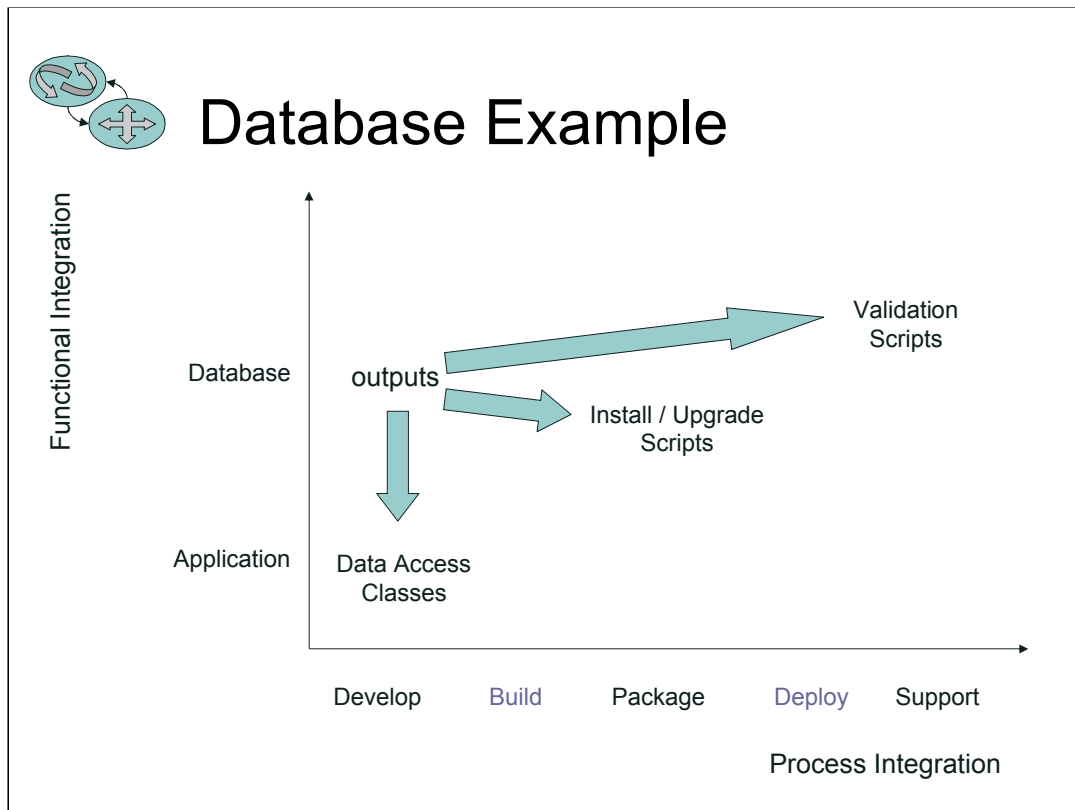 Database Example
Functional Integration
Validation
Scripts
Database
outputs
Install / Upgrade
Scripts
Application
Data Access
Classes
Develop
Build
Package
Deploy
Support
Process Integration